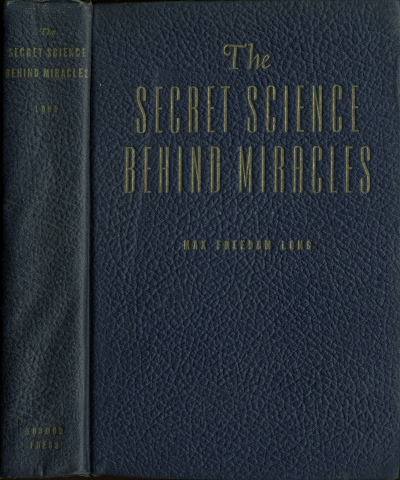 The
SECRET SCIENCE
BEHIND MIRACLES
LONG
KOSMON
PRESS
The
SECRET SCIENCE
BEHIND MIRACLES
MAX FREEDOM LONG